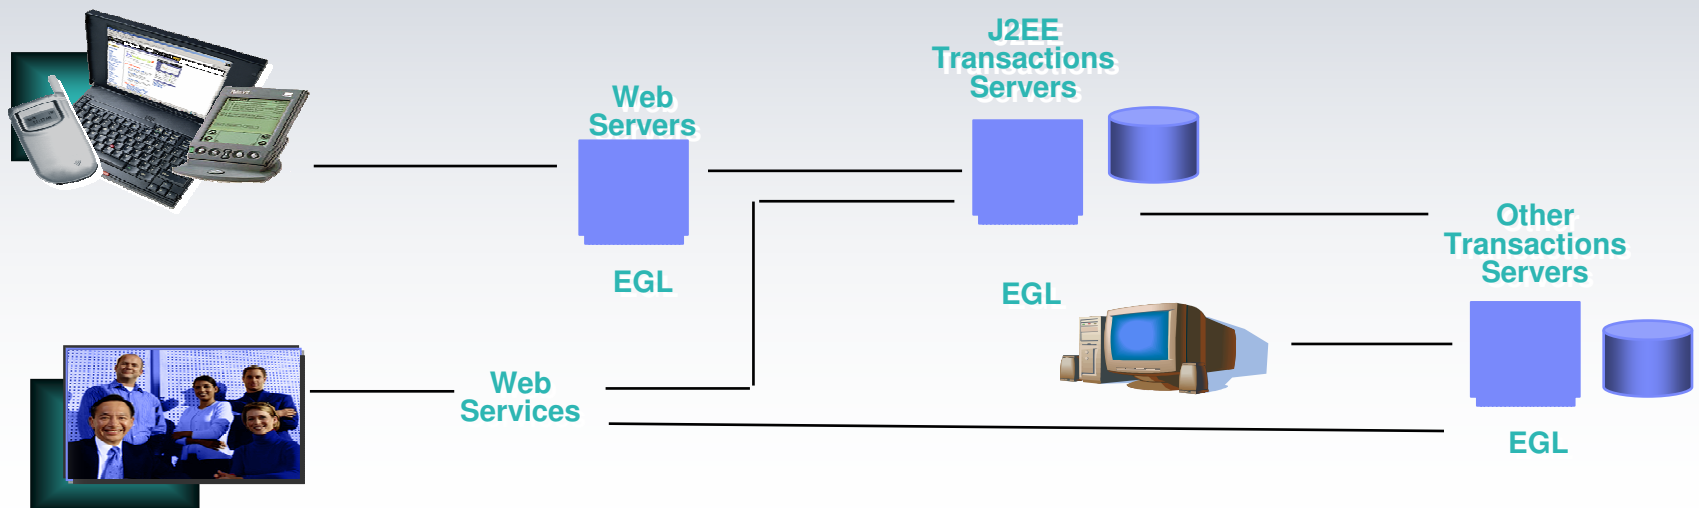 J2EE
Transactions
Servers
Web
Servers
Other
Transactions
Servers
EGL
EGL
Web
Services
EGL